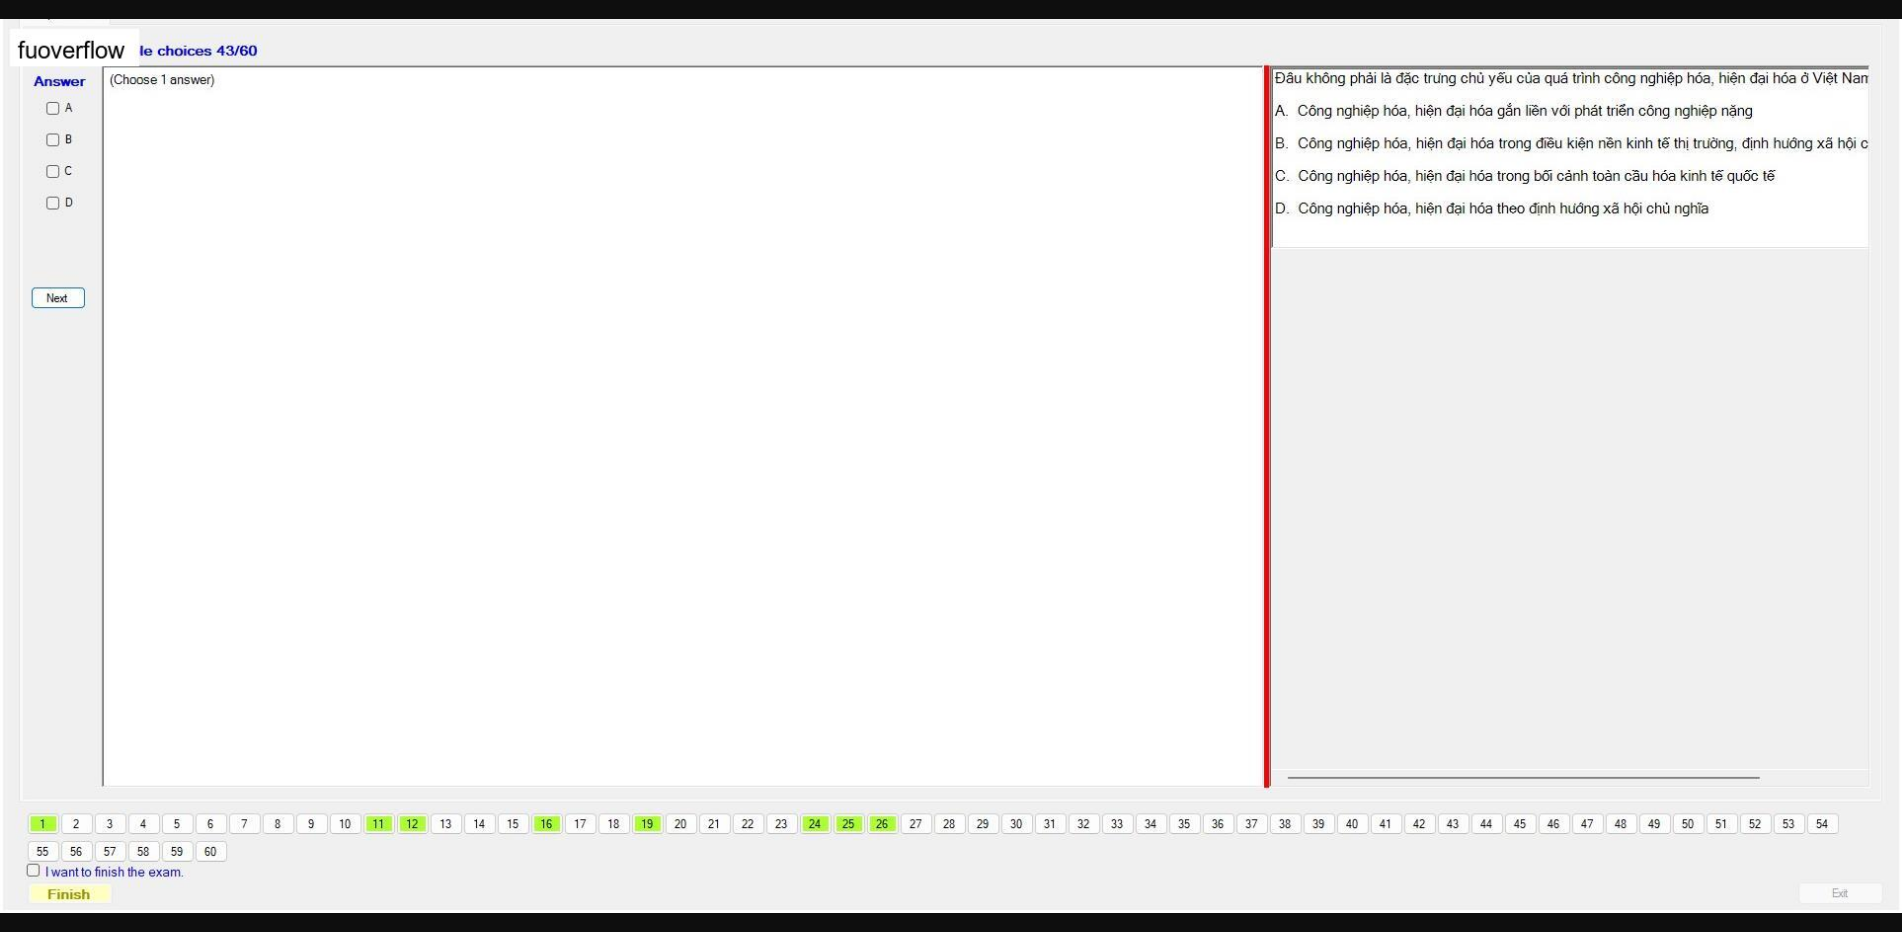 fuoverflow le choices 43/60
Answer
(Choose 1 answer)
A
B
C
D
Next
Đâu không phải là đặc trưng chủ yếu của quá trình công nghiệp hóa, hiện đại hóa ở Việt Nam
A. Công nghiệp hóa, hiện đại hóa gắn liền với phát triển công nghiệp nặng
B. Công nghiệp hóa, hiện đại hóa trong điều kiện nền kinh tế thị trường, định hướng xã hội c
C. Công nghiệp hóa, hiện đại hóa trong bối cảnh toàn cầu hóa kinh tế quốc tế
D. Công nghiệp hóa, hiện đại hóa theo định hướng xã hội chủ nghĩa
1 2 3 4 5 6 7 8 9 10 11 12 13 14 15 16 17 18 19 20 21 22 23 24 25 26 27 28 29 30 31 32 33 34 35 36 37 38 39 40 41 42 43 44 45 46 47 48 49 50 51 52 53 54
55 56 57 58 59 60
I want to finish the exam.
Finish
Exit